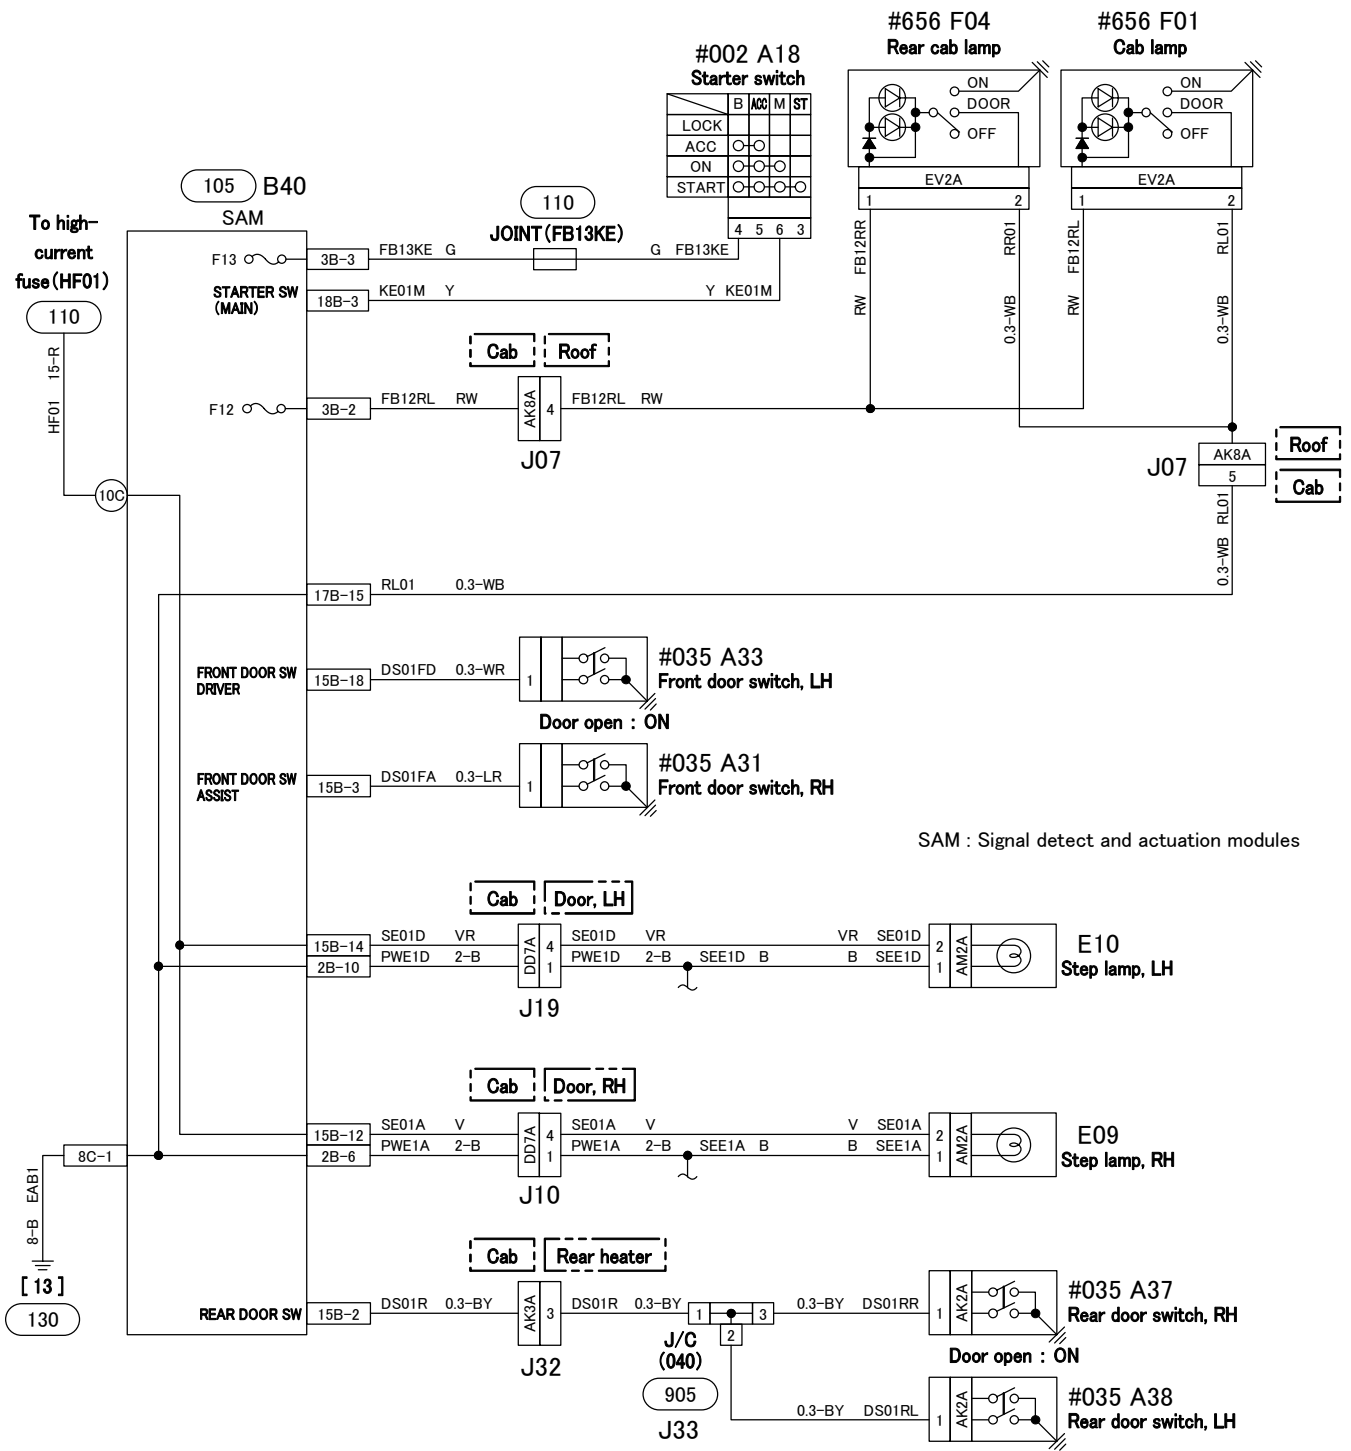 #656 F04
Rear cab lamp
#656 F01
Cab lamp
#002 A18
Starter switch
B ACC M ST
LOCK
ACC
ON
START
4 5 6 3
ON
DOOR
OFF
EV2A
1 2
ON
DOOR
OFF
EV2A
1 2
105 B40
SAM
To high-
current
fuse(HF01)
110
HF01 15-R
10C
110
JOINT(FB13KE)
F13 3B-3 FB13KE G G FB13KE
STARTER SW
(MAIN)
18B-3 KE01M Y Y KE01M
RW FB12RR
0.3-WB RR01
RW FB12RL
0.3-WB RL01
Cab Roof
F12 3B-2 FB12RL RW AK8A 4 FB12RL RW
J07
J07 AK8A
5
Roof
Cab
0.3-WB RL01
17B-15 RL01 0.3-WB
FRONT DOOR SW
DRIVER
15B-18 DS01FD 0.3-WR 1
#035 A33
Front door switch, LH
Door open : ON
FRONT DOOR SW
ASSIST
15B-3 DS01FA 0.3-LR 1
#035 A31
Front door switch, RH
SAM : Signal detect and actuation modules
Cab Door, LH
15B-14 SE01D VR 4 SE01D VR VR SE01D 2
2B-10 PWE1D 2-B 1 PWE1D 2-B SEE1D B B SEE1D 1
DD7A
AM2A
J19
E10
Step lamp, LH
Cab Door, RH
15B-12 SE01A V 4 SE01A V V SE01A 2
2B-6 PWE1A 2-B 1 PWE1A 2-B SEE1A B B SEE1A 1
DD7A
AM2A
J10
E09
Step lamp, RH
8C-1
8-B EAB1
[13]
130
Cab Rear heater
REAR DOOR SW 15B-2 DS01R 0.3-BY AK3A 3 DS01R 0.3-BY 1 3 0.3-BY DS01RR 1 AK2A
2
J32
J/C
(040)
905
J33
#035 A37
Rear door switch, RH
Door open : ON
0.3-BY DS01RL 1 AK2A
#035 A38
Rear door switch, LH